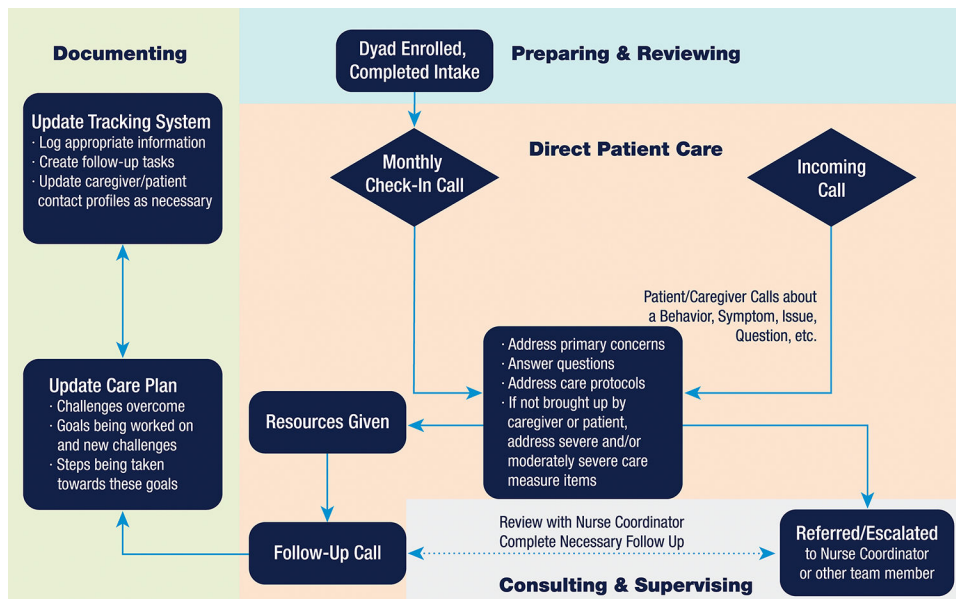 Documenting
Dyad Enrolled,
Completed Intake
Preparing & Reviewing
Update Tracking System
· Log appropriate information
· Create follow-up tasks
· Update caregiver/patient
contact profiles as necessary
Monthly
Check-In Call
Direct Patient Care
Incoming
Call
Patient/Caregiver Calls about
a Behavior, Symptom, Issue,
Question, etc.
· Address primary concerns
· Answer questions
· Address care protocols
· If not brought up by
caregiver or patient,
address severe and/or
moderately severe care
measure items
Update Care Plan
· Challenges overcome
· Goals being worked on
and new challenges
· Steps being taken
towards these goals
Resources Given
Follow-Up Call
Review with Nurse Coordinator
Complete Necessary Follow Up
Referred/Escalated
to Nurse Coordinator
or other team member
Consulting & Supervising